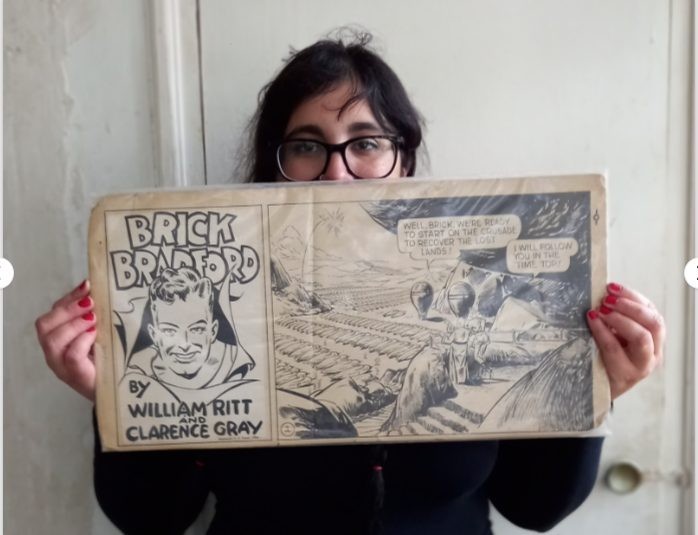 BRICK
BRADFORD
BY
WILLIAM RITT
AND
CLARENCE GRAY
WELL, BRICK, WE'RE READY
TO START ON THE CRUSADE
TO RECOVER THE LOST
LANDS!
I WILL FOLLOW
YOU IN THE
TIME TOP!